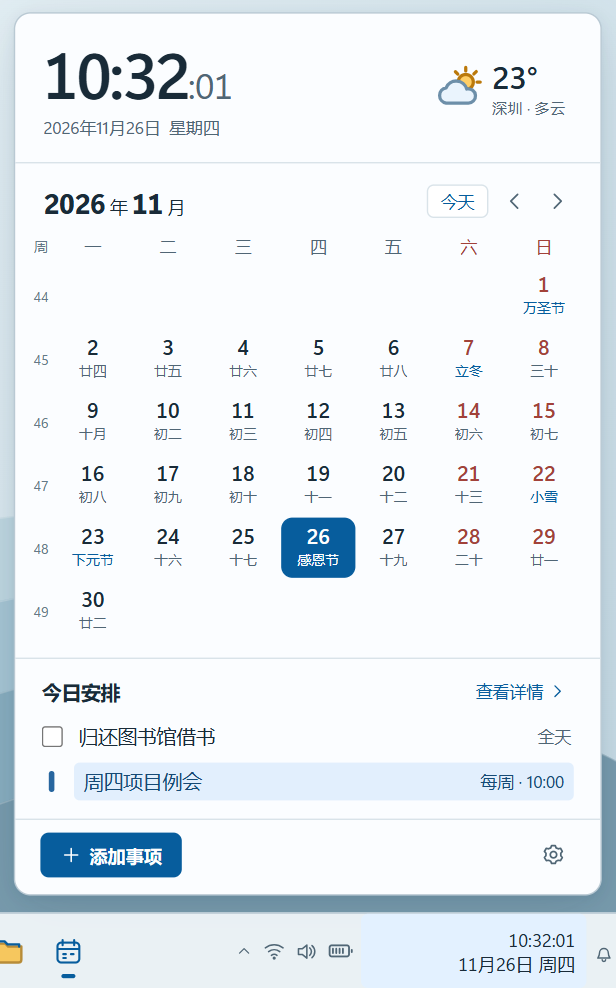 10:32:01
23°
2026年11月26日 星期四
深圳 · 多云
2026 年 11 月
今天
周 一 二 三 四 五 六 日
44 1
万圣节
45 2 3 4 5 6 7 8
廿四 廿五 廿六 廿七 廿八 立冬 三十
46 9 10 11 12 13 14 15
十月 初二 初三 初四 初五 初六 初七
47 16 17 18 19 20 21 22
初八 初九 初十 十一 十二 十三 小雪
48 23 24 25 26 27 28 29
下元节 十六 十七 感恩节 十九 二十 廿一
49 30
廿二
今日安排 查看详情
归还图书馆借书 全天
周四项目例会 每周 · 10:00
添加事项
10:32:01
11月26日 周四